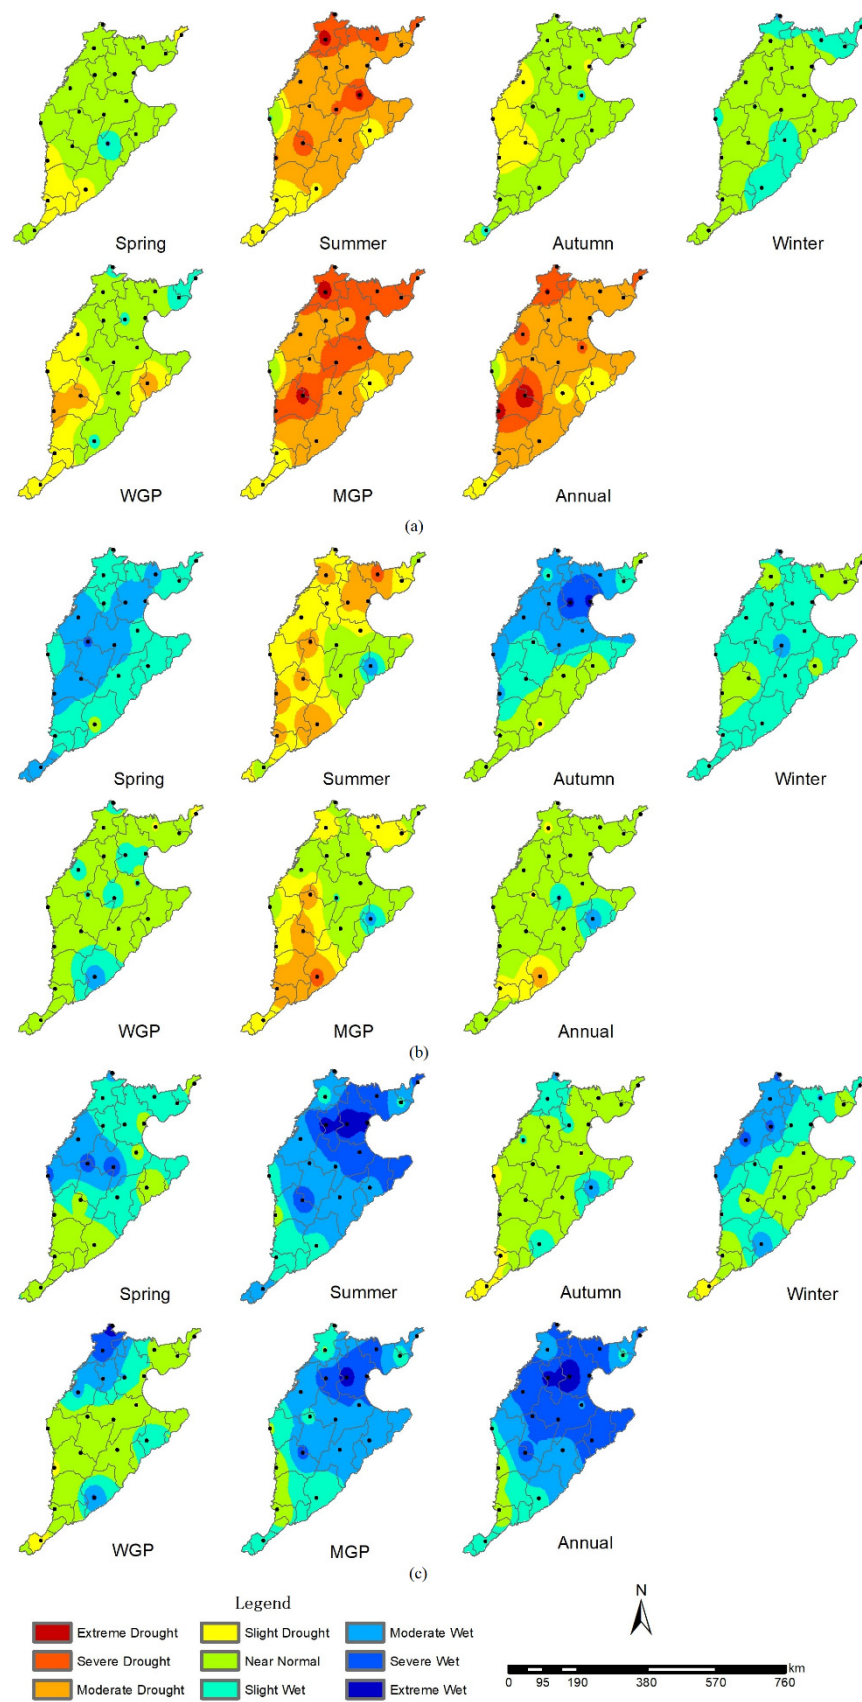 Spring
Summer
Autumn
Winter
WGP
MGP
Annual
(a)
Spring
Summer
Autumn
Winter
WGP
MGP
Annual
(b)
Spring
Summer
Autumn
Winter
WGP
MGP
Annual
(c)
Legend
Extreme Drought
Slight Drought
Moderate Wet
Severe Drought
Near Normal
Severe Wet
Moderate Drought
Slight Wet
Extreme Wet
N
km
0 95 190 380 570 760